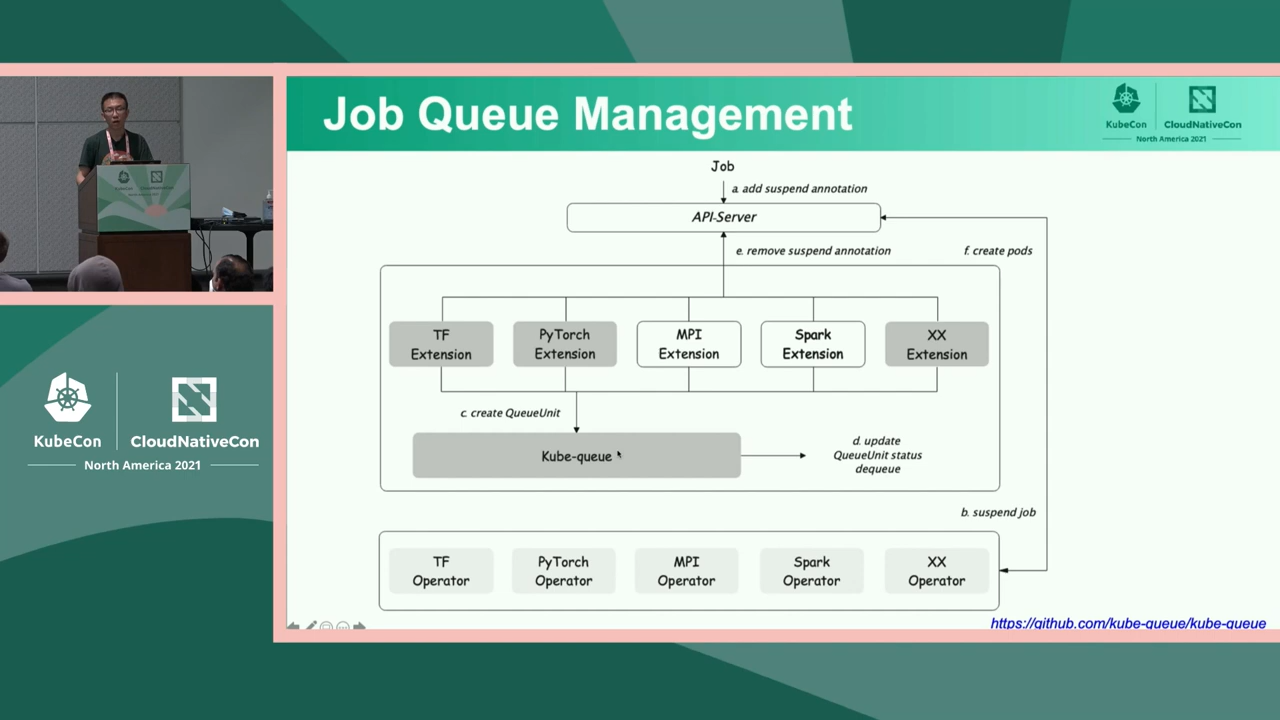 Job Queue Management
KubeCon
CloudNativeCon
North America 2021
Job
a. add suspend annotation
API-Server
e. remove suspend annotation
f. create pods
TF
Extension
PyTorch
Extension
MPI
Extension
Spark
Extension
XX
Extension
c. create QueueUnit
Kube-queue
d. update
QueueUnit status
dequeue
b. suspend job
TF
Operator
PyTorch
Operator
MPI
Operator
Spark
Operator
XX
Operator
https://github.com/kube-queue/kube-queue
KubeCon
CloudNativeCon
North America 2021